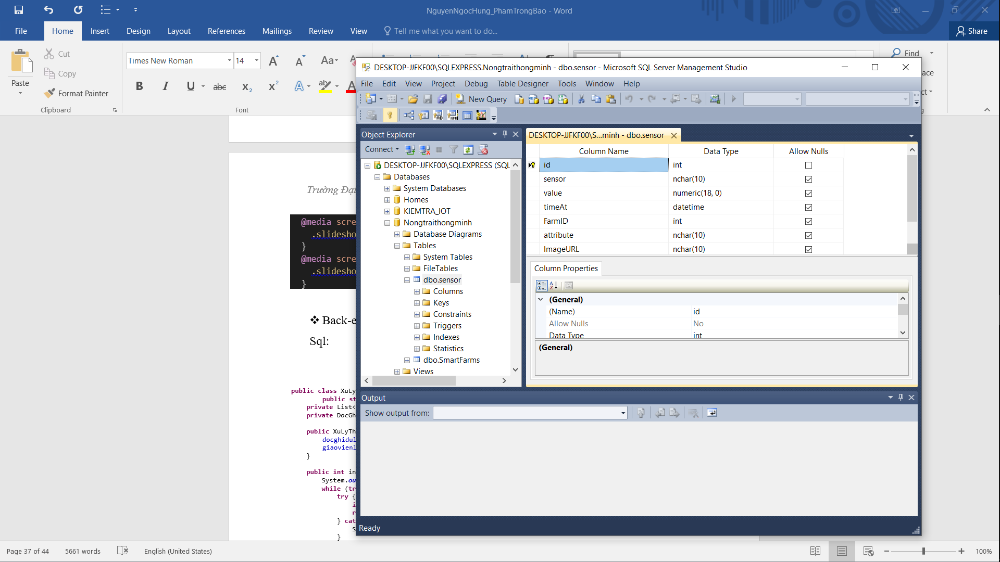 NguyenNgocHung_PhamTrongBao - Word
File Home Insert Design Layout References Mailings Review View Tell me what you want to do... Share
Cut
Copy
Format Painter
Paste
Clipboard
Times New Roman 14
Font
Find
DESKTOP-JJFKF00\SQLEXPRESS.Nongtraithongminh - dbo.sensor - Microsoft SQL Server Management Studio
File Edit View Project Debug Table Designer Tools Window Help
New Query
Object Explorer
Connect
DESKTOP-JJFKF00\SQLEXPRESS (SQL
Databases
System Databases
Homes
KIEMTRA_IOT
Nongtraithongminh
Database Diagrams
Tables
System Tables
FileTables
dbo.sensor
Columns
Keys
Constraints
Triggers
Indexes
Statistics
dbo.SmartFarms
Views
DESKTOP-JJFKF00\S...minh - dbo.sensor
Column Name Data Type Allow Nulls
id int
sensor nchar(10)
value numeric(18, 0)
timeAt datetime
FarmID int
attribute nchar(10)
ImageURL nchar(10)
Column Properties
(General)
(Name) id
Allow Nulls No
Data Type int
(General)
Output
Show output from:
Ready
Trường Đại
@media scre
.slidesho
}
@media scre
.slidesho
}
❖ Back-e
Sql:
public class XuLy
public st
private List<
private DocGh
public XuLyTh
docghidul
giaovienl
}
public int in
System.ou
while (tr
try {
i
r
} cat
S
}
Page 37 of 44 5661 words English (United States) 100%